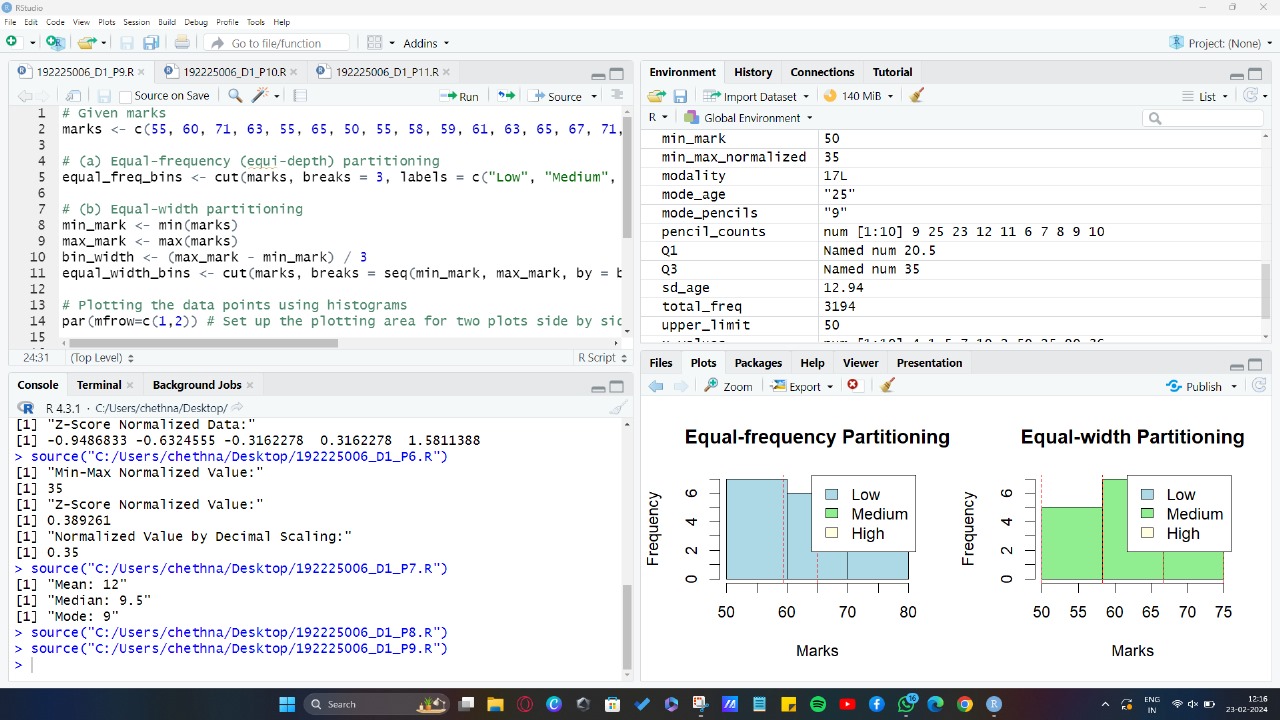 RStudio
File Edit Code View Plots Session Build Debug Profile Tools Help
Go to file/function Addins Project: (None)
192225006_D1_P9.R 192225006_D1_P10.R 192225006_D1_P11.R
Source on Save Run Source
1 # Given marks
2 marks <- c(55, 60, 71, 63, 55, 65, 50, 55, 58, 59, 61, 63, 65, 67, 71,
3
4 # (a) Equal-frequency (equi-depth) partitioning
5 equal_freq_bins <- cut(marks, breaks = 3, labels = c("Low", "Medium",
6
7 # (b) Equal-width partitioning
8 min_mark <- min(marks)
9 max_mark <- max(marks)
10 bin_width <- (max_mark - min_mark) / 3
11 equal_width_bins <- cut(marks, breaks = seq(min_mark, max_mark, by = b
12
13 # Plotting the data points using histograms
14 par(mfrow=c(1,2)) # Set up the plotting area for two plots side by sid
15
24:31 (Top Level) R Script
Console Terminal Background Jobs
R 4.3.1 · C:/Users/chethna/Desktop/
[1] "Z-Score Normalized Data:"
[1] -0.9486833 -0.6324555 -0.3162278 0.3162278 1.5811388
> source("C:/Users/chethna/Desktop/192225006_D1_P6.R")
[1] "Min-Max Normalized Value:"
[1] 35
[1] "Z-Score Normalized Value:"
[1] 0.389261
[1] "Normalized Value by Decimal Scaling:"
[1] 0.35
> source("C:/Users/chethna/Desktop/192225006_D1_P7.R")
[1] "Mean: 12"
[1] "Median: 9.5"
[1] "Mode: 9"
> source("C:/Users/chethna/Desktop/192225006_D1_P8.R")
> source("C:/Users/chethna/Desktop/192225006_D1_P9.R")
>
Environment History Connections Tutorial
Import Dataset 140 MiB List
R Global Environment
min_mark 50
min_max_normalized 35
modality 17L
mode_age "25"
mode_pencils "9"
pencil_counts num [1:10] 9 25 23 12 11 6 7 8 9 10
Q1 Named num 20.5
Q3 Named num 35
sd_age 12.94
total_freq 3194
upper_limit 50
Files Plots Packages Help Viewer Presentation
Zoom Export Publish
Equal-frequency Partitioning
Frequency
0 2 4 6
Low
Medium
High
50 60 70 80
Marks
Equal-width Partitioning
Frequency
0 2 4 6
Low
Medium
High
50 55 60 65 70 75
Marks
Search
16
ENG
IN
12:16
23-02-2024